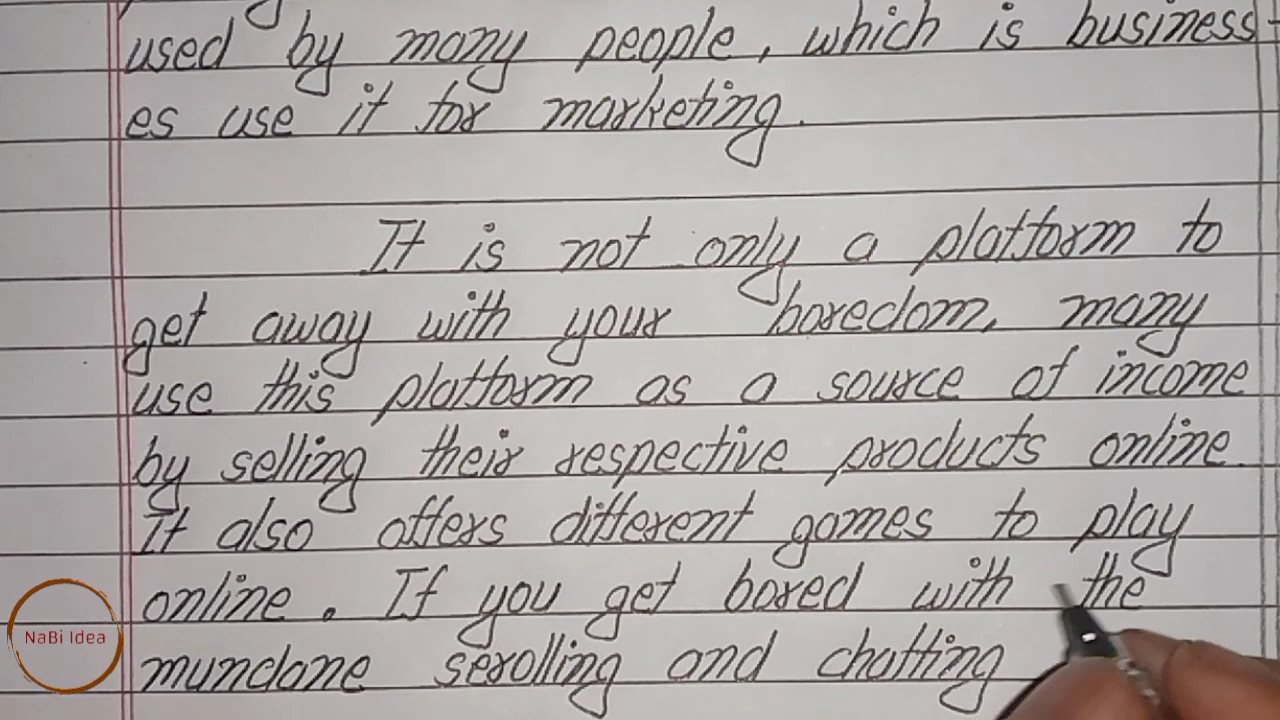 used by many people, which is business-
es use it for marketing.
It is not only a platform to
get away with your boredom, many
use this platform as a source of income
by selling their respective products online.
It also offers different games to play
online. If you get bored with the
mundane scrolling and chatting
NaBi Idea